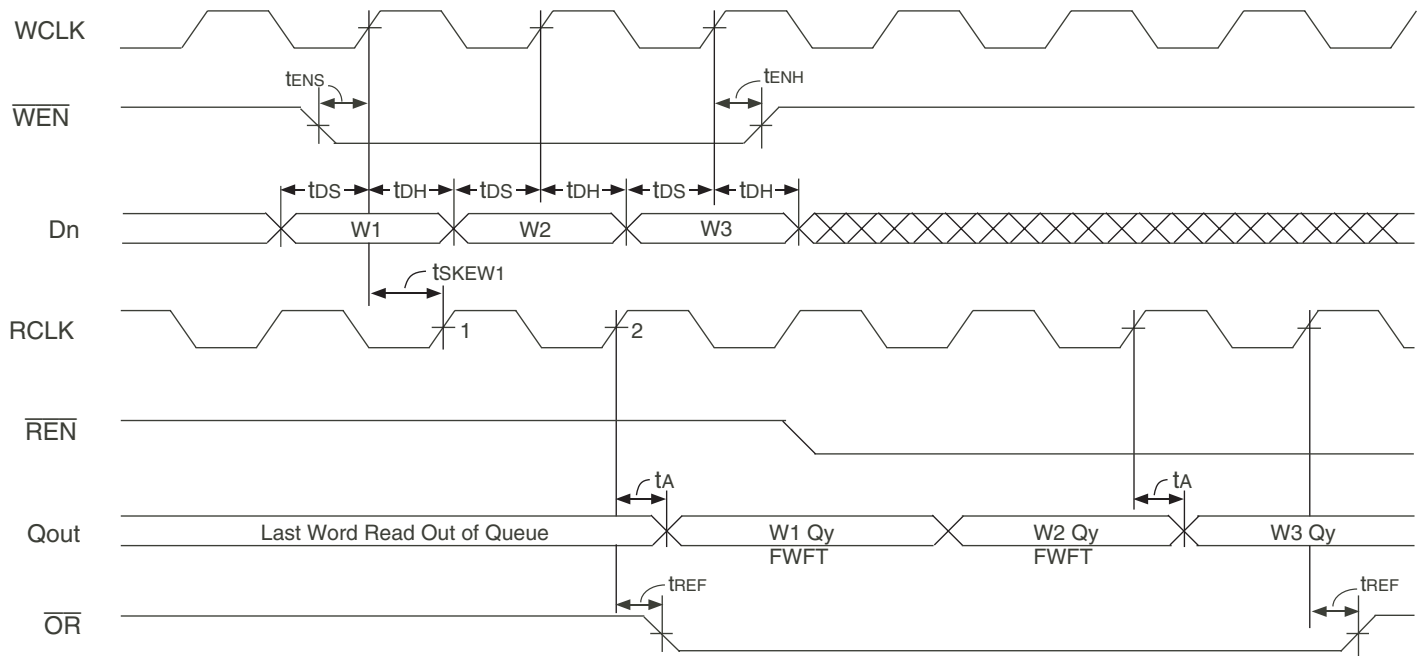 WCLK
tENS
tENH
WEN
tDS tDH tDS tDH tDS tDH
Dn W1 W2 W3
tSKEW1
RCLK 1 2
REN
tA tA
Qout Last Word Read Out of Queue W1 Qy W2 Qy W3 Qy
FWFT FWFT
tREF tREF
OR